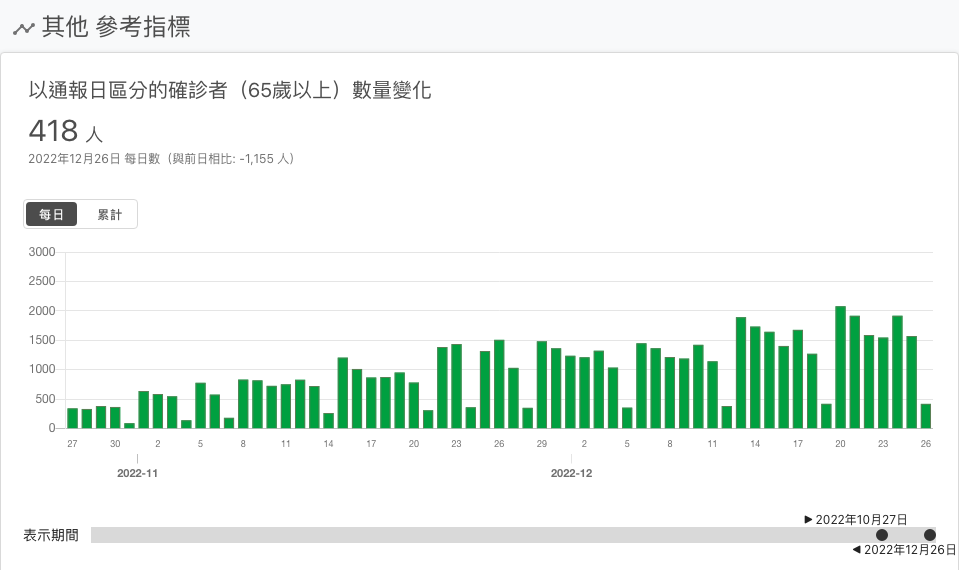 其他 參考指標
以通報日區分的確診者（65歲以上）數量變化
418 人
2022年12月26日 每日數（與前日相比: -1,155 人）
每日 累計
3000
2500
2000
1500
1000
500
0
27 30 2 5 8 11 14 17 20 23 26 29 2 5 8 11 14 17 20 23 26
2022-11 2022-12
▶ 2022年10月27日
表示期間
◀ 2022年12月26日